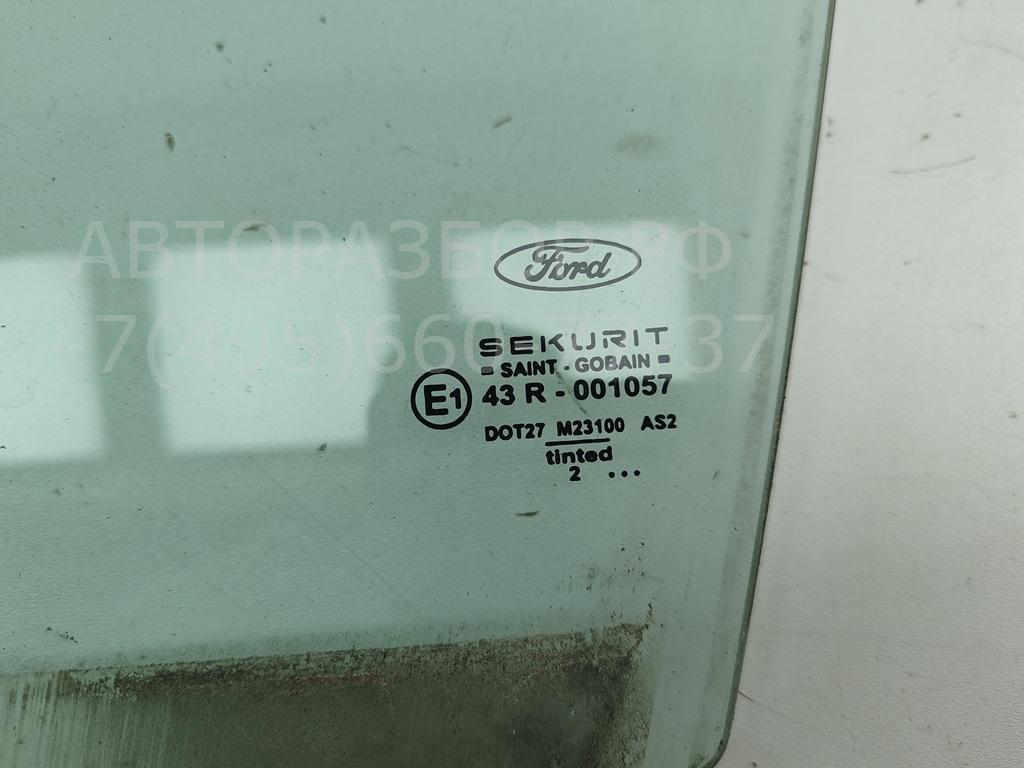 АВТОРАЗБОР.РФ
Ford
SEKURIT
SAINT - GOBAIN
E1
43 R - 001057
DOT27 M23100 AS2
tinted
2 ...